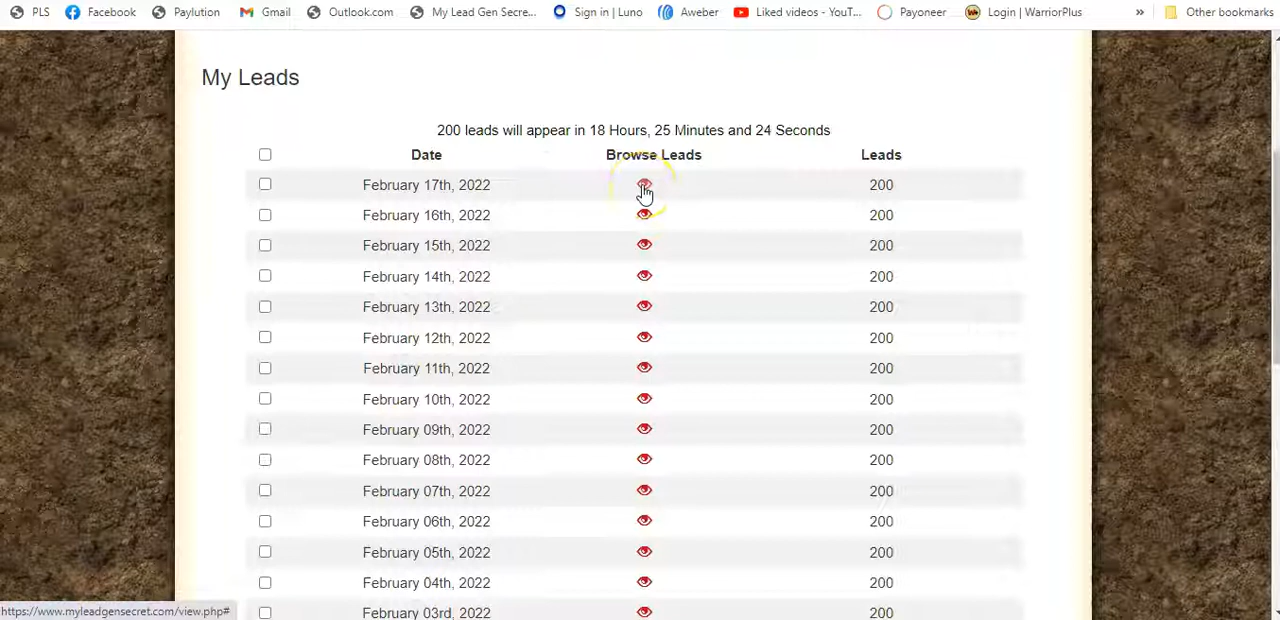 PLS Facebook Paylution Gmail Outlook.com My Lead Gen Secre... Sign in | Luno Aweber Liked videos - YouT... Payoneer Login | WarriorPlus » Other bookmarks
My Leads
200 leads will appear in 18 Hours, 25 Minutes and 24 Seconds
Date Browse Leads Leads
February 17th, 2022 200
February 16th, 2022 200
February 15th, 2022 200
February 14th, 2022 200
February 13th, 2022 200
February 12th, 2022 200
February 11th, 2022 200
February 10th, 2022 200
February 09th, 2022 200
February 08th, 2022 200
February 07th, 2022 200
February 06th, 2022 200
February 05th, 2022 200
February 04th, 2022 200
February 03rd, 2022 200
https://www.myleadgensecret.com/view.php#